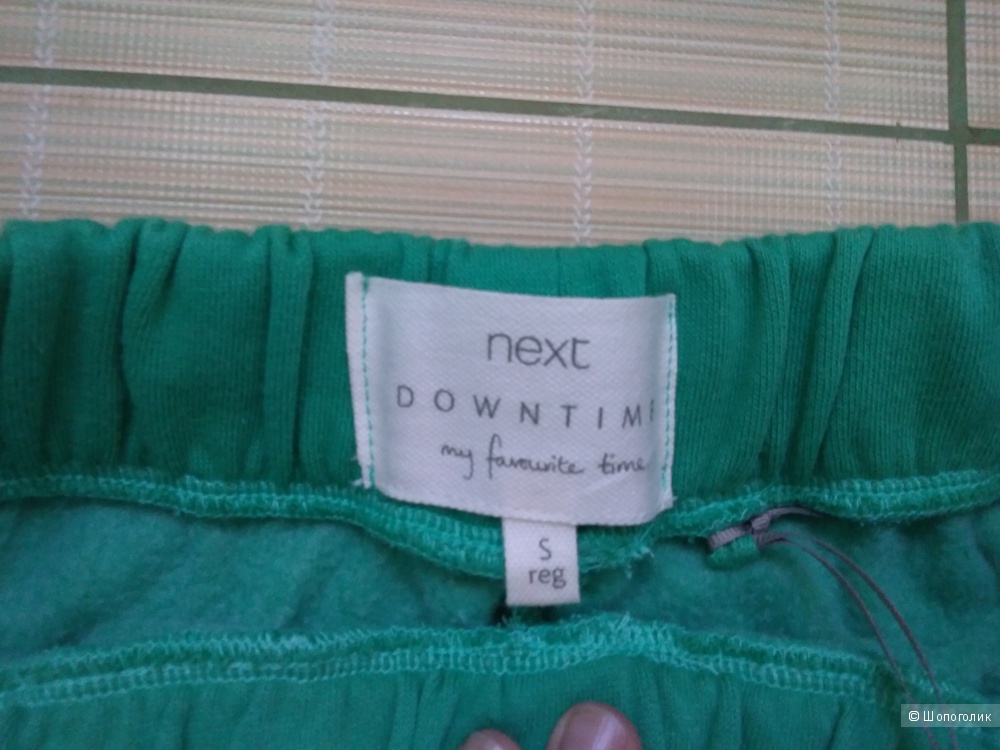 next
DOWNTIME
my favourite time
S
reg
© Шопоголик